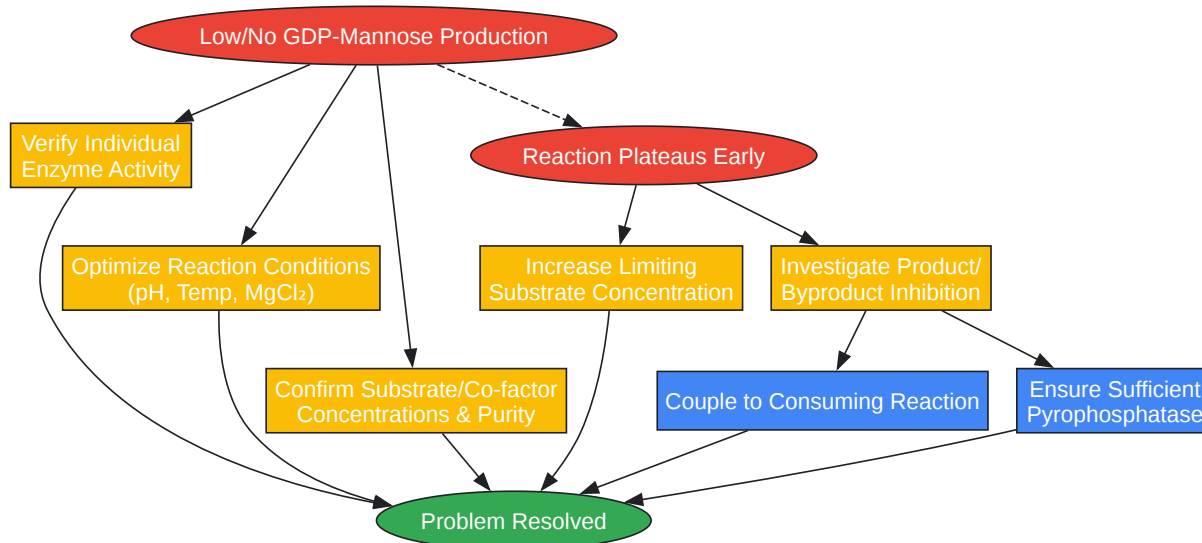 Low/No GDP-Mannose Production
Verify Individual
Enzyme Activity
Reaction Plateaus Early
Optimize Reaction Conditions
(pH, Temp, MgCl₂)
Increase Limiting
Substrate Concentration
Investigate Product/
Byproduct Inhibition
Confirm Substrate/Co-factor
Concentrations & Purity
Couple to Consuming Reaction
Ensure Sufficient
Pyrophosphatase
Problem Resolved